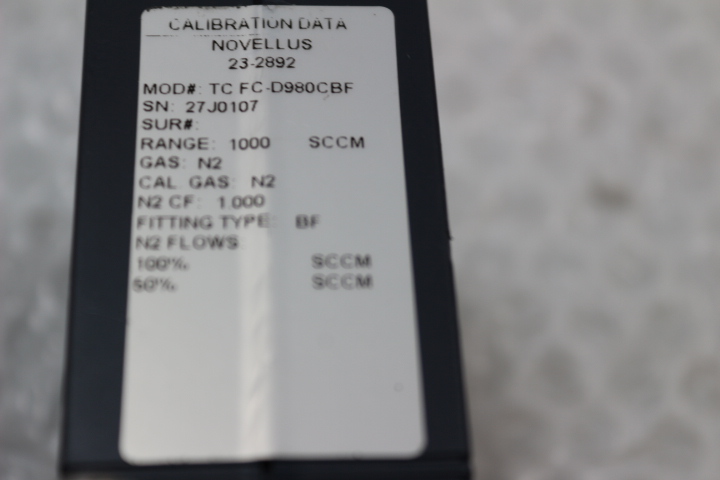 CALIBRATION DATA
NOVELLUS
23-2892
MOD#: TC FC-D980CBF
SN: 27J0107
SUR#:
RANGE: 1000 SCCM
GAS: N2
CAL. GAS: N2
N2 CF: 1.000
FITTING TYPE: BF
N2 FLOWS:
100% SCCM
50% SCCM